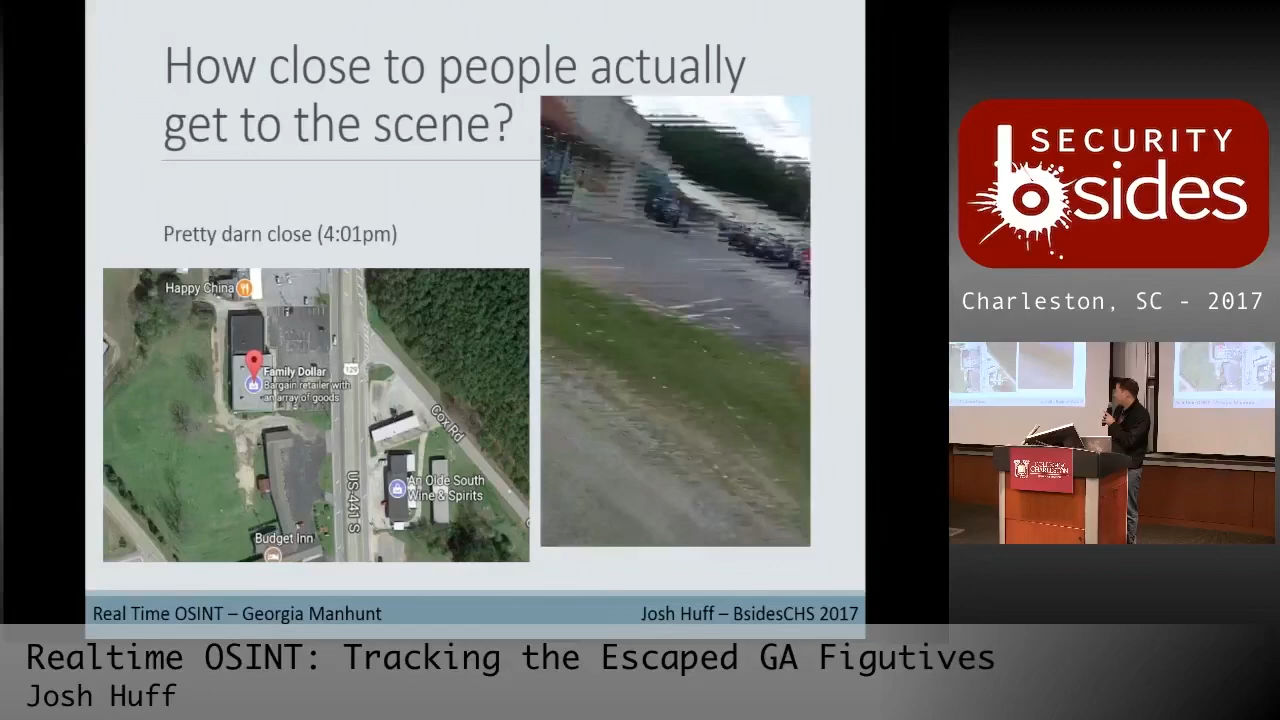 How close to people actually
get to the scene?
Pretty darn close (4:01pm)
Happy China
Family Dollar
Bargain retailer with
an array of goods
129
Cox Rd
US-441 S
An Olde South
Wine & Spirits
Budget Inn
Real Time OSINT – Georgia Manhunt
Josh Huff – BsidesCHS 2017
SECURITY
bsides
Charleston, SC - 2017
CHARLESTON
Realtime OSINT: Tracking the Escaped GA Figutives
Josh Huff